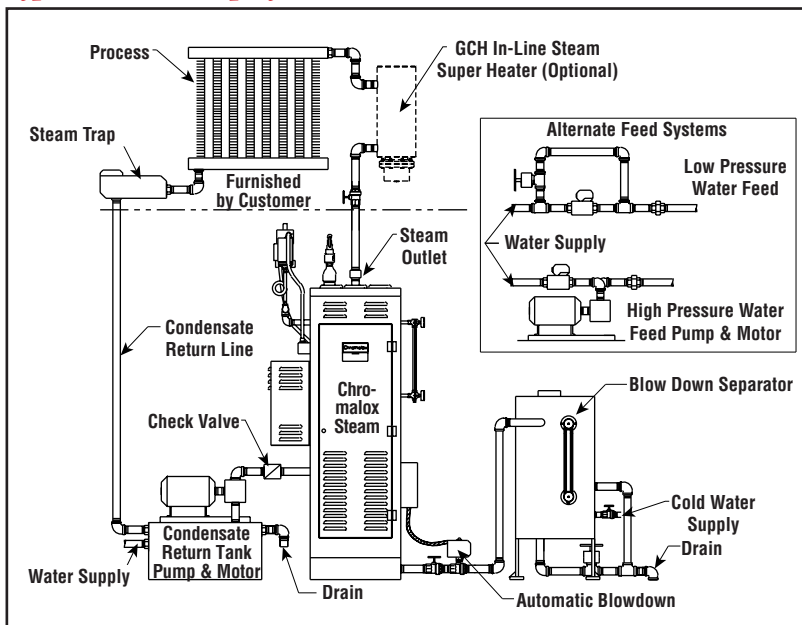 Process
GCH In-Line Steam
Super Heater (Optional)
Steam Trap
Furnished
by Customer
Alternate Feed Systems
Low Pressure
Water Feed
Water Supply
High Pressure Water
Feed Pump & Motor
Steam
Outlet
Condensate
Return Line
Chromalox
Chro-
malox
Steam
Blow Down Separator
Check Valve
Cold Water
Supply
Drain
Condensate
Return Tank
Pump & Motor
Water Supply
Drain
Automatic Blowdown